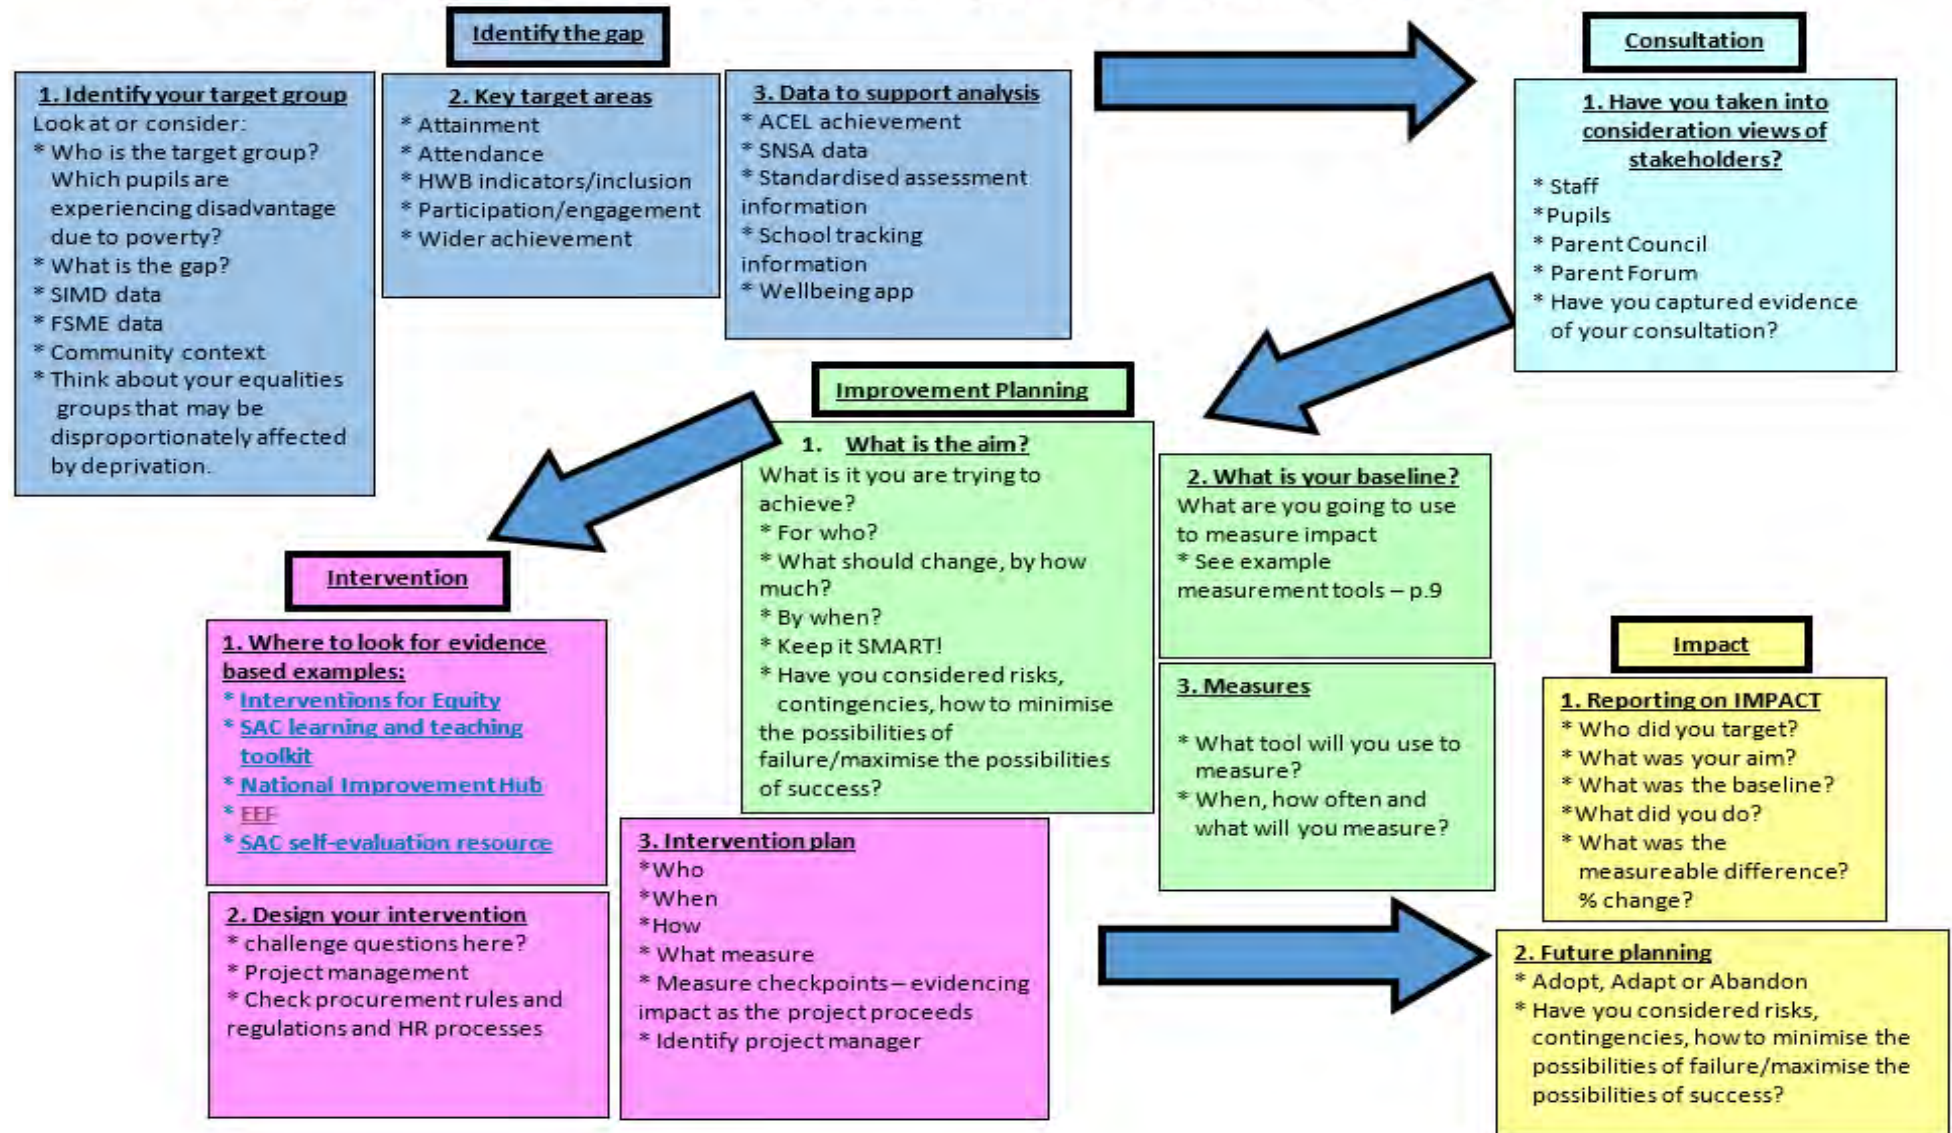 Identify the gap
1. Identify your target group
Look at or consider:
* Who is the target group?
Which pupils are
experiencing disadvantage
due to poverty?
* What is the gap?
* SIMD data
* FSME data
* Community context
* Think about your equalities
groups that may be
disproportionately affected
by deprivation.
2. Key target areas
* Attainment
* Attendance
* HWB indicators/inclusion
* Participation/engagement
* Wider achievement
3. Data to support analysis
* ACEL achievement
* SNSA data
* Standardised assessment
information
* School tracking
information
* Wellbeing app
Consultation
1. Have you taken into
consideration views of
stakeholders?
* Staff
*Pupils
* Parent Council
* Parent Forum
* Have you captured evidence
of your consultation?
Improvement Planning
1. What is the aim?
What is it you are trying to
achieve?
* For who?
* What should change, by how
much?
* By when?
* Keep it SMART!
* Have you considered risks,
contingencies, how to minimise
the possibilities of
failure/maximise the possibilities
of success?
2. What is your baseline?
What are you going to use
to measure impact
* See example
measurement tools – p.9
3. Measures
* What tool will you use to
measure?
* When, how often and
what will you measure?
Intervention
1. Where to look for evidence
based examples:
* Interventions for Equity
* SAC learning and teaching
toolkit
* National Improvement Hub
* EEF
* SAC self-evaluation resource
2. Design your intervention
* challenge questions here?
* Project management
* Check procurement rules and
regulations and HR processes
3. Intervention plan
*Who
*When
*How
* What measure
* Measure checkpoints – evidencing
impact as the project proceeds
* Identify project manager
Impact
1. Reporting on IMPACT
* Who did you target?
* What was your aim?
* What was the baseline?
*What did you do?
* What was the
measureable difference?
% change?
2. Future planning
* Adopt, Adapt or Abandon
* Have you considered risks,
contingencies, how to minimise the
possibilities of failure/maximise the
possibilities of success?